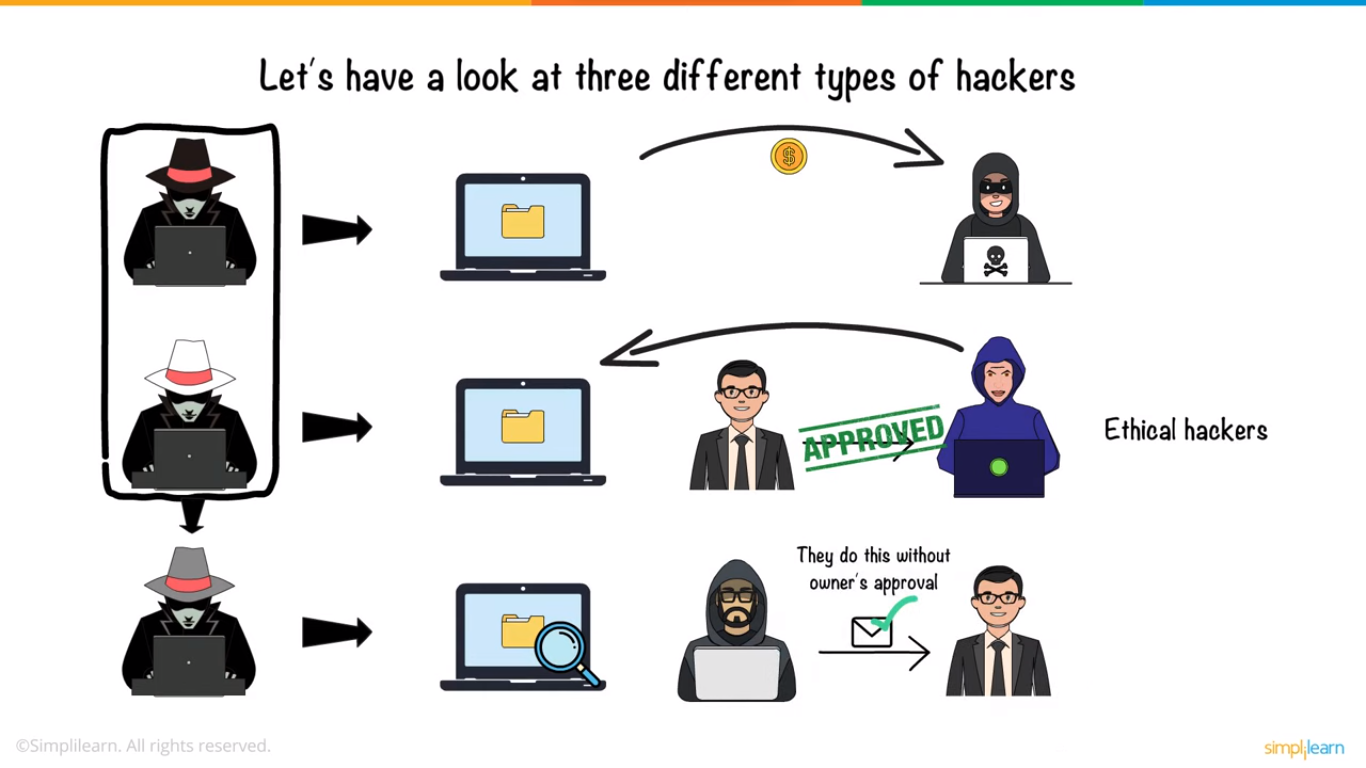 Let's have a look at three different types of hackers
$
APPROVED
Ethical hackers
They do this without
owner's approval
©Simplilearn. All rights reserved.
simplilearn